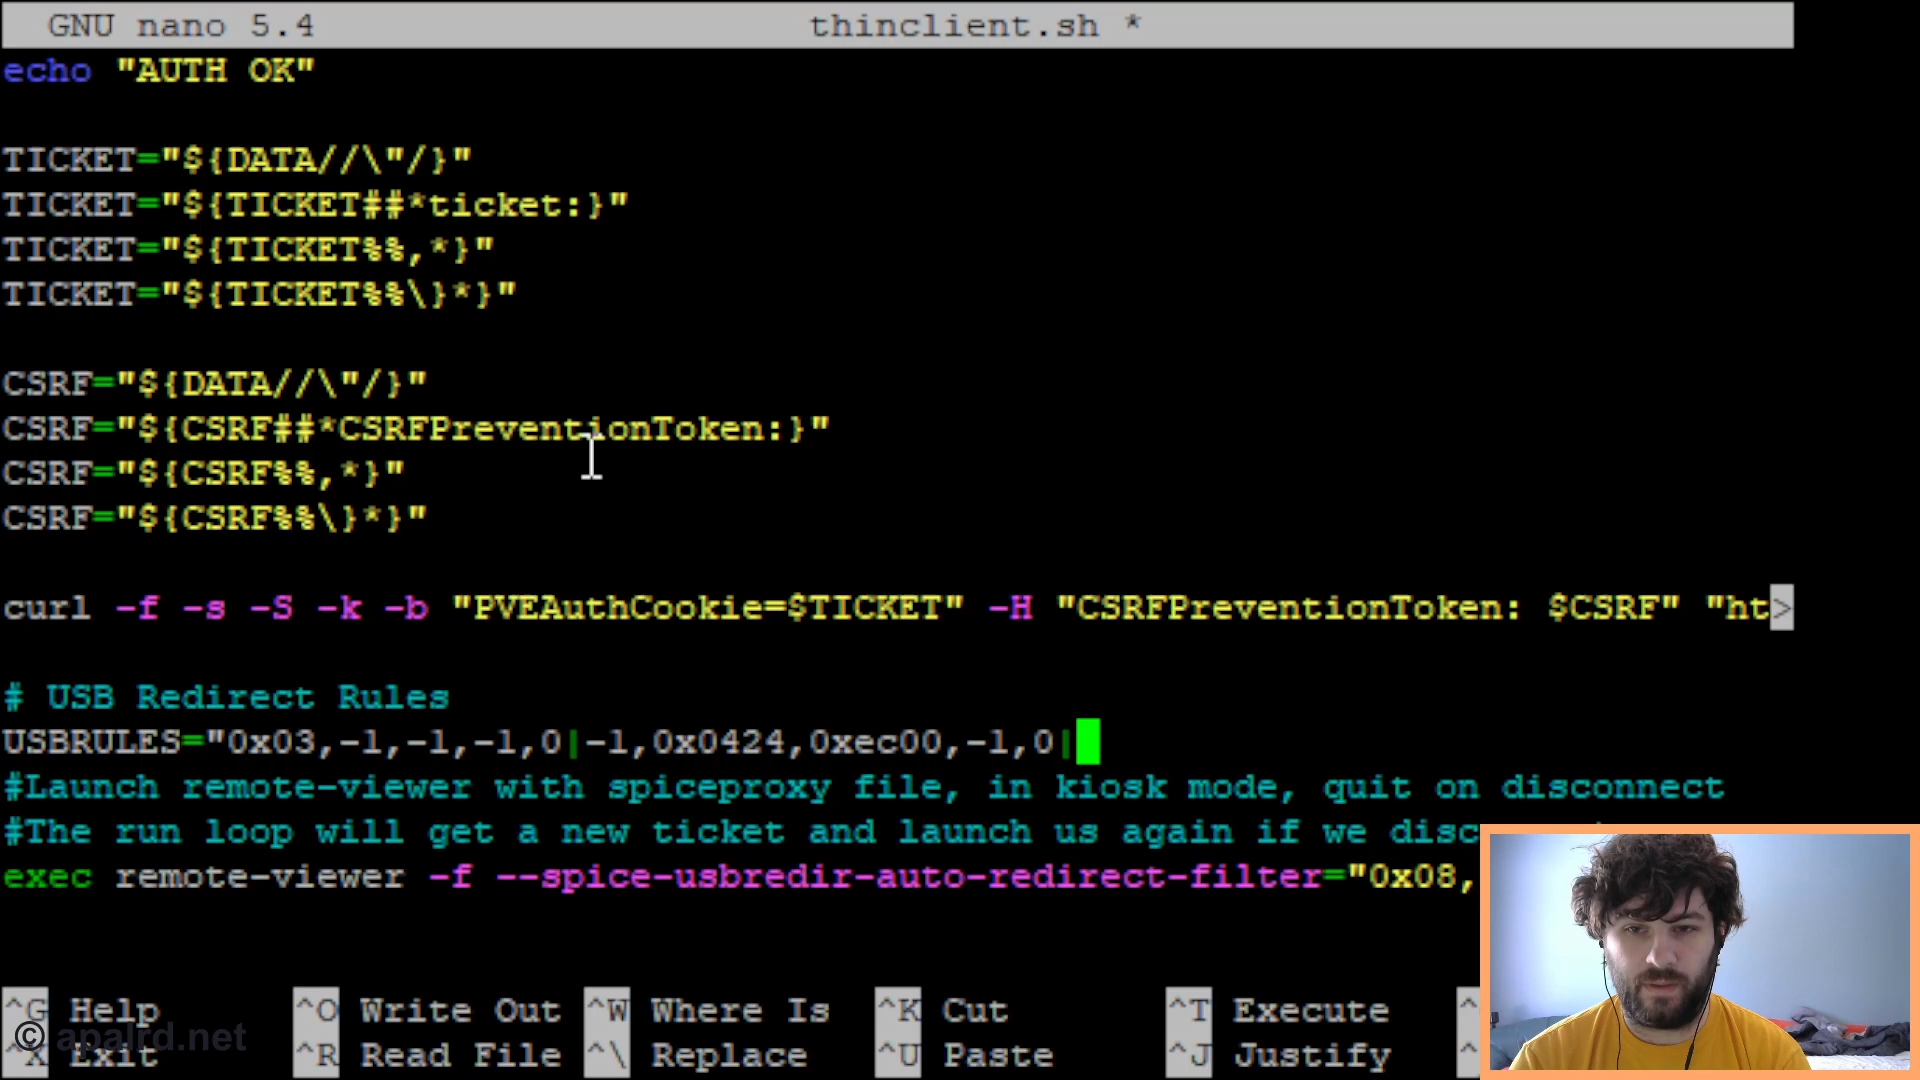 GNU nano 5.4 thinclient.sh *
echo "AUTH OK"
TICKET="${DATA//\"/}"
TICKET="${TICKET##*ticket:}"
TICKET="${TICKET%%,*}"
TICKET="${TICKET%%\}*}"
CSRF="${DATA//\"/}"
CSRF="${CSRF##*CSRFPreventionToken:}"
CSRF="${CSRF%%,*}"
CSRF="${CSRF%%\}*}"
curl -f -s -S -k -b "PVEAuthCookie=$TICKET" -H "CSRFPreventionToken: $CSRF" "ht>
# USB Redirect Rules
USBRULES="0x03,-1,-1,-1,0|-1,0x0424,0xec00,-1,0|
#Launch remote-viewer with spiceproxy file, in kiosk mode, quit on disconnect
#The run loop will get a new ticket and launch us again if we disc
exec remote-viewer -f --spice-usbredir-auto-redirect-filter="0x08,
^G Help ^O Write Out ^W Where Is ^K Cut ^T Execute ^
© apalrd.net
^X Exit ^R Read File ^\ Replace ^U Paste ^J Justify ^